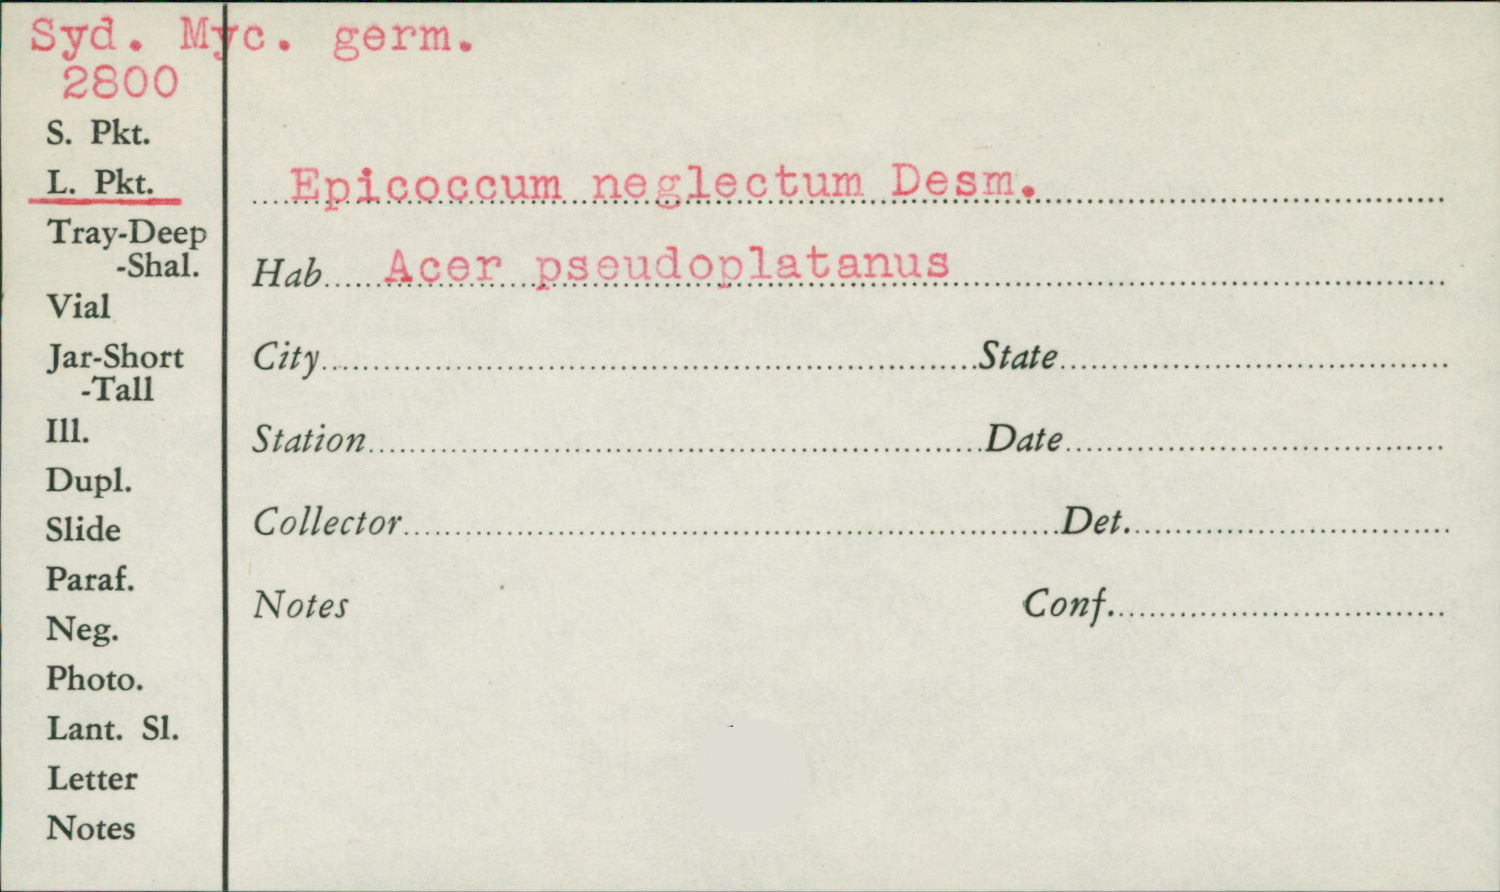 Syd. Myc. germ.
2800
S. Pkt.
L. Pkt.
Tray-Deep
-Shal.
Vial
Jar-Short
-Tall
Ill.
Dupl.
Slide
Paraf.
Neg.
Photo.
Lant. Sl.
Letter
Notes
Epicoccum neglectum Desm.
Hab. Acer pseudoplatanus
City State
Station Date
Collector Det.
Notes Conf.